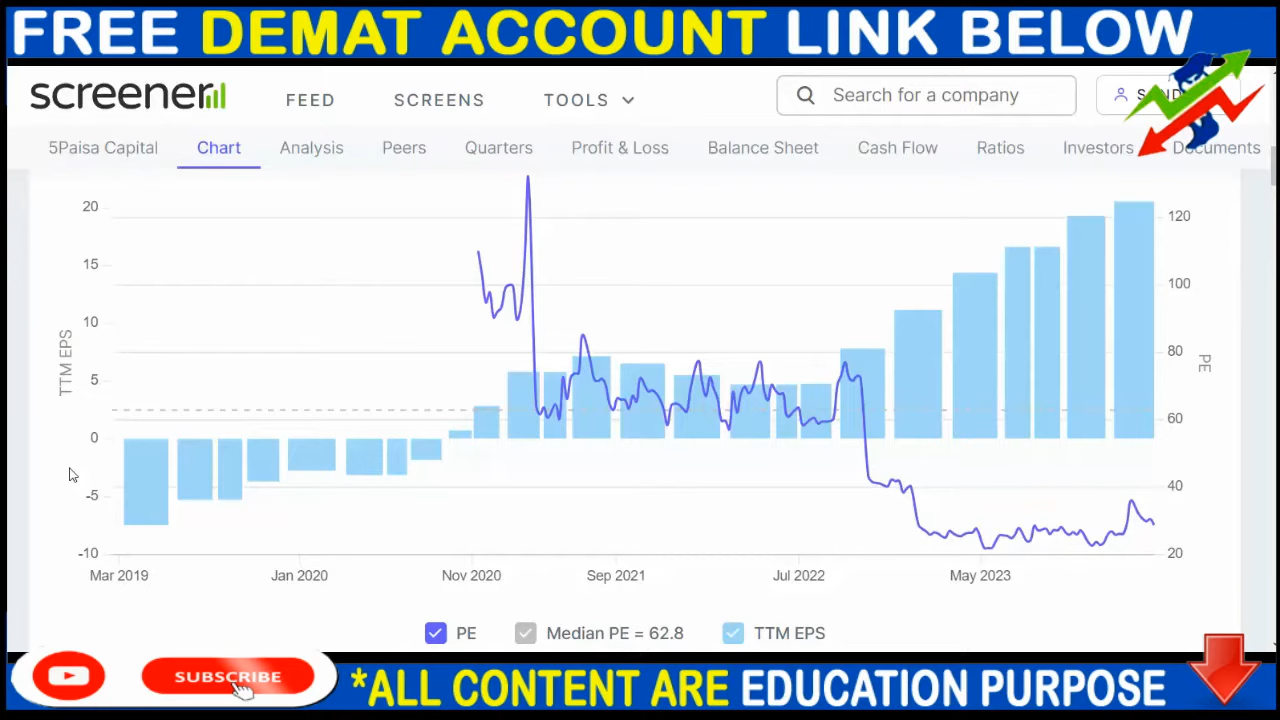 FREE DEMAT ACCOUNT LINK BELOW
screener
FEED SCREENS TOOLS
Search for a company
5Paisa Capital Chart Analysis Peers Quarters Profit & Loss Balance Sheet Cash Flow Ratios Investors Documents
20
15
10
5
0
-5
-10
TTM EPS
120
100
80
60
40
20
PE
Mar 2019 Jan 2020 Nov 2020 Sep 2021 Jul 2022 May 2023
PE Median PE = 62.8 TTM EPS
SUBSCRIBE
*ALL CONTENT ARE EDUCATION PURPOSE